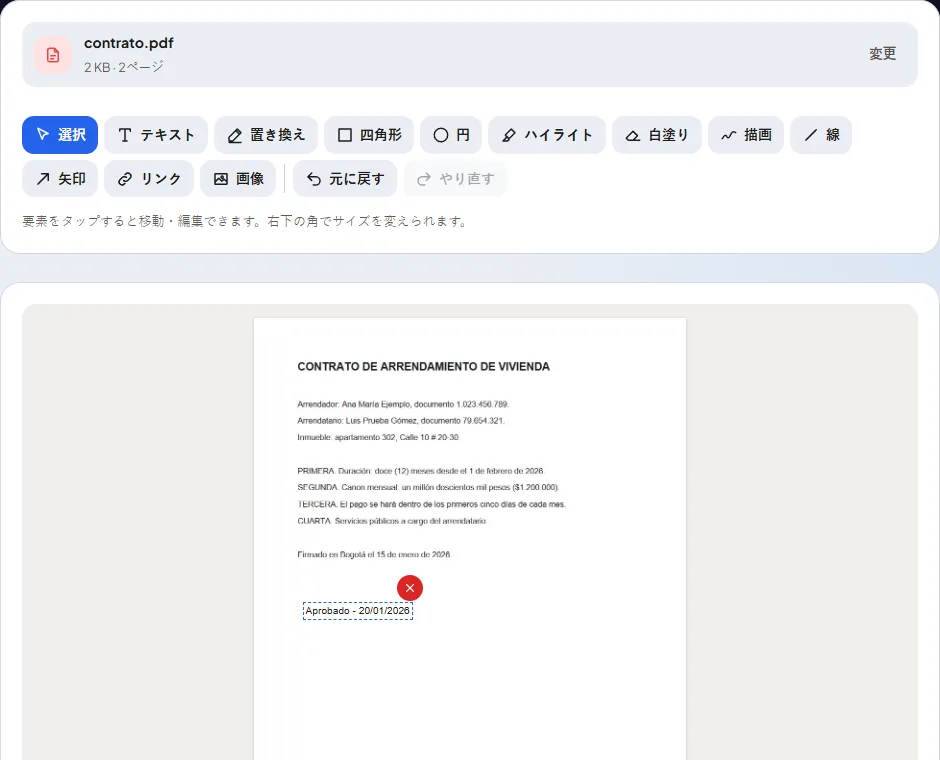 contrato.pdf
2 KB · 2ページ
変更
選択
テキスト
置き換え
四角形
円
ハイライト
白塗り
描画
線
矢印
リンク
画像
元に戻す
やり直す
要素をタップすると移動・編集できます。右下の角でサイズを変えられます。
CONTRATO DE ARRENDAMIENTO DE VIVIENDA
Arrendador: Ana María Ejemplo, documento 1.023.456.789.
Arrendatario: Luis Prueba Gómez, documento 79.654.321.
Inmueble: apartamento 302, Calle 10 # 20-30.
PRIMERA. Duración: doce (12) meses desde el 1 de febrero de 2026.
SEGUNDA. Canon mensual: un millón doscientos mil pesos ($1.200.000).
TERCERA. El pago se hará dentro de los primeros cinco días de cada mes.
CUARTA. Servicios públicos a cargo del arrendatario.
Firmado en Bogotá el 15 de enero de 2026.
Aprobado - 20/01/2026